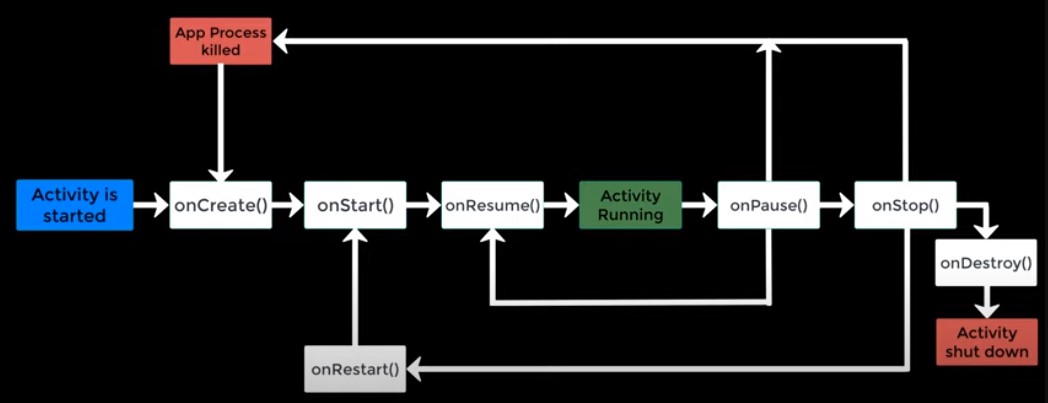 App Process
killed
Activity is
started
onCreate()
onStart()
onResume()
Activity
Running
onPause()
onStop()
onDestroy()
Activity
shut down
onRestart()